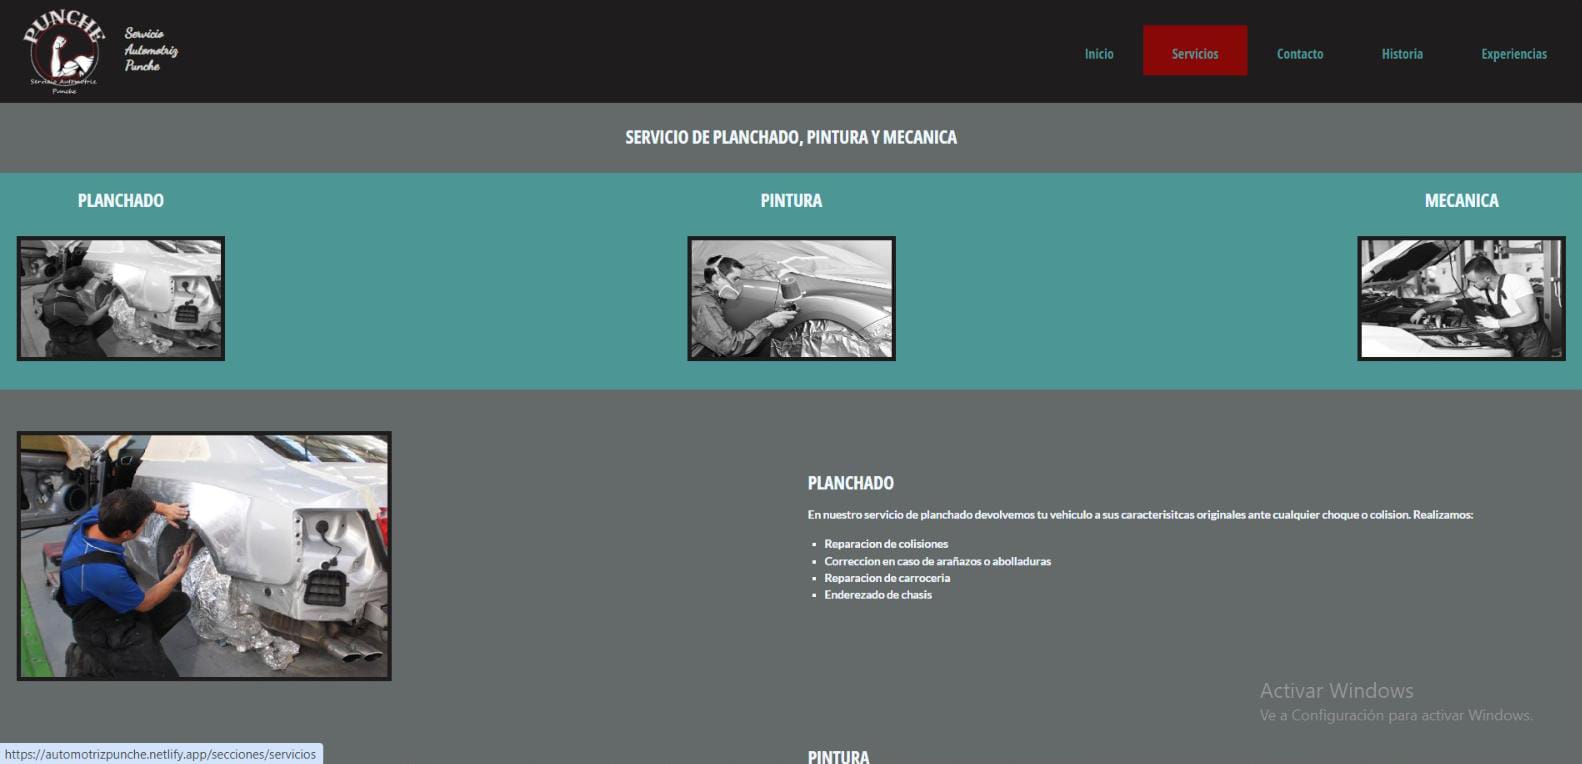 PUNCHE
Servicio Automotriz
Punche
Servicio
Automotriz
Punche
Inicio
Servicios
Contacto
Historia
Experiencias
SERVICIO DE PLANCHADO, PINTURA Y MECANICA
PLANCHADO
PINTURA
MECANICA
PLANCHADO
En nuestro servicio de planchado devolvemos tu vehiculo a sus caracterisitcas originales ante cualquier choque o colision. Realizamos:
Reparacion de colisiones
Correccion en caso de arañazos o abolladuras
Reparacion de carroceria
Enderezado de chasis
Activar Windows
Ve a Configuración para activar Windows.
https://automotrizpunche.netlify.app/secciones/servicios
PINTURA